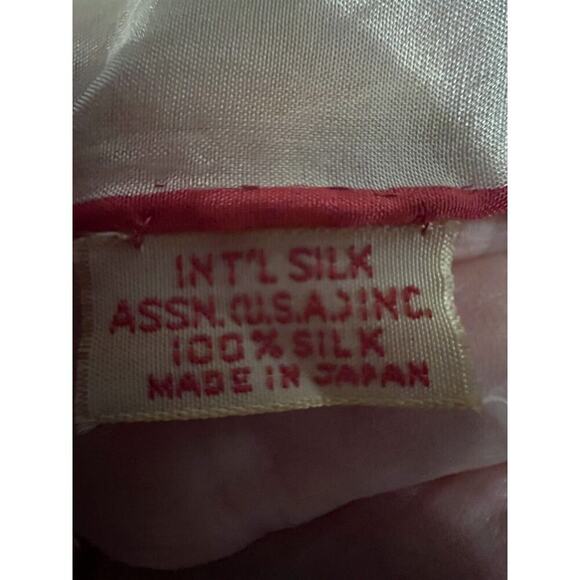 INT'L SILK
ASSN.(U.S.A.)INC.
100% SILK
MADE IN JAPAN